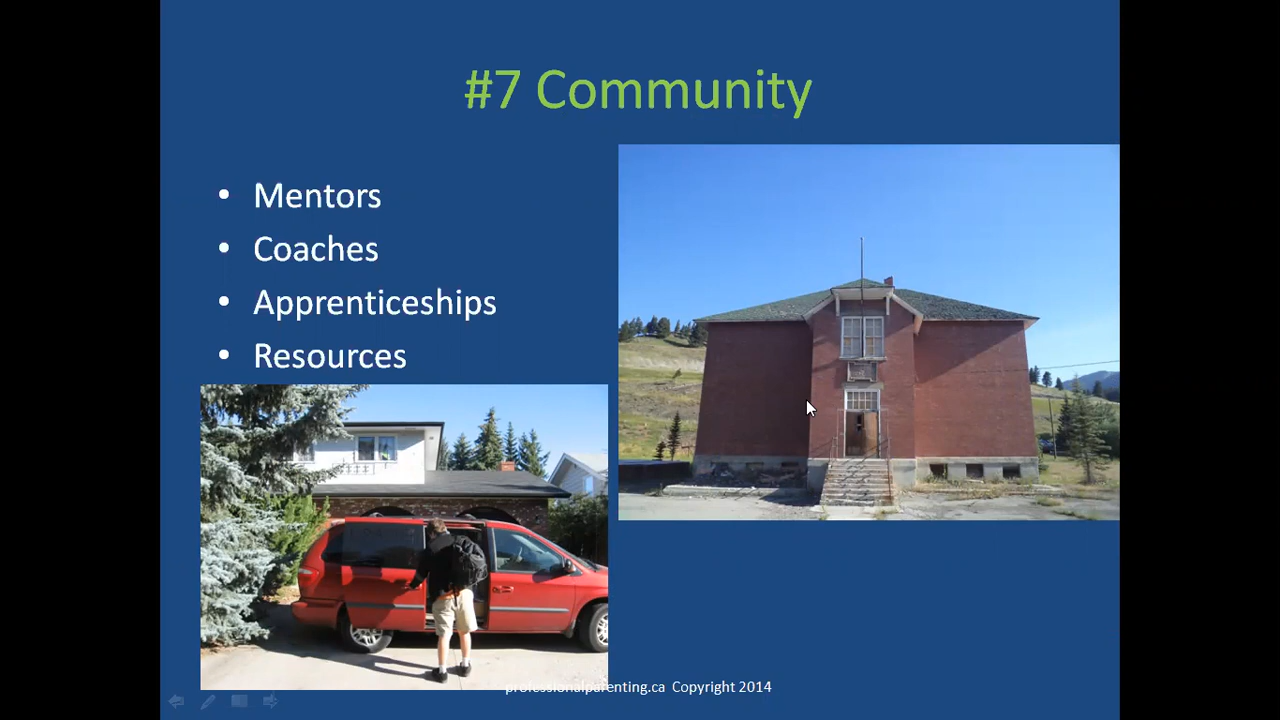 #7 Community
• Mentors
• Coaches
• Apprenticeships
• Resources
professionalparenting.ca Copyright 2014